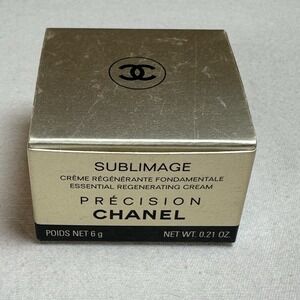 SUBLIMAGE
CRÈME RÉGÉNÉRANTE FONDAMENTALE
ESSENTIAL REGENERATING CREAM
PRÉCISION
CHANEL
POIDS NET 6 g NET WT. 0.21 OZ.